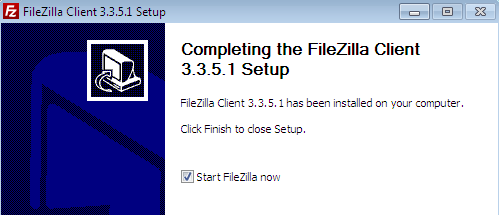 FileZilla Client 3.3.5.1 Setup
Completing the FileZilla Client
3.3.5.1 Setup
FileZilla Client 3.3.5.1 has been installed on your computer.
Click Finish to close Setup.
Start FileZilla now